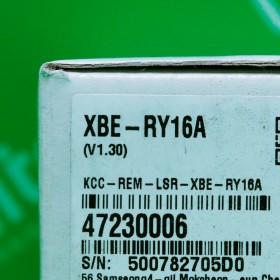 XBE-RY16A
(V1.30)
KCC-REM-LSR-XBE-RY16A
47230006
S/N: 500782705D0